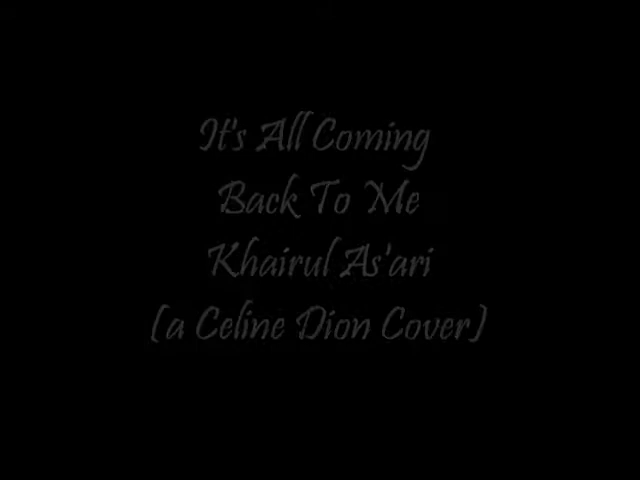 It's All Coming
Back To Me
Khairul As'ari
(a Celine Dion Cover)